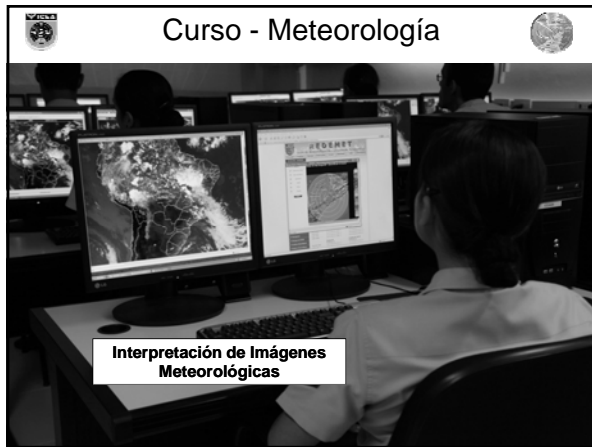 Curso - Meteorología
Interpretación de Imágenes
Meteorológicas